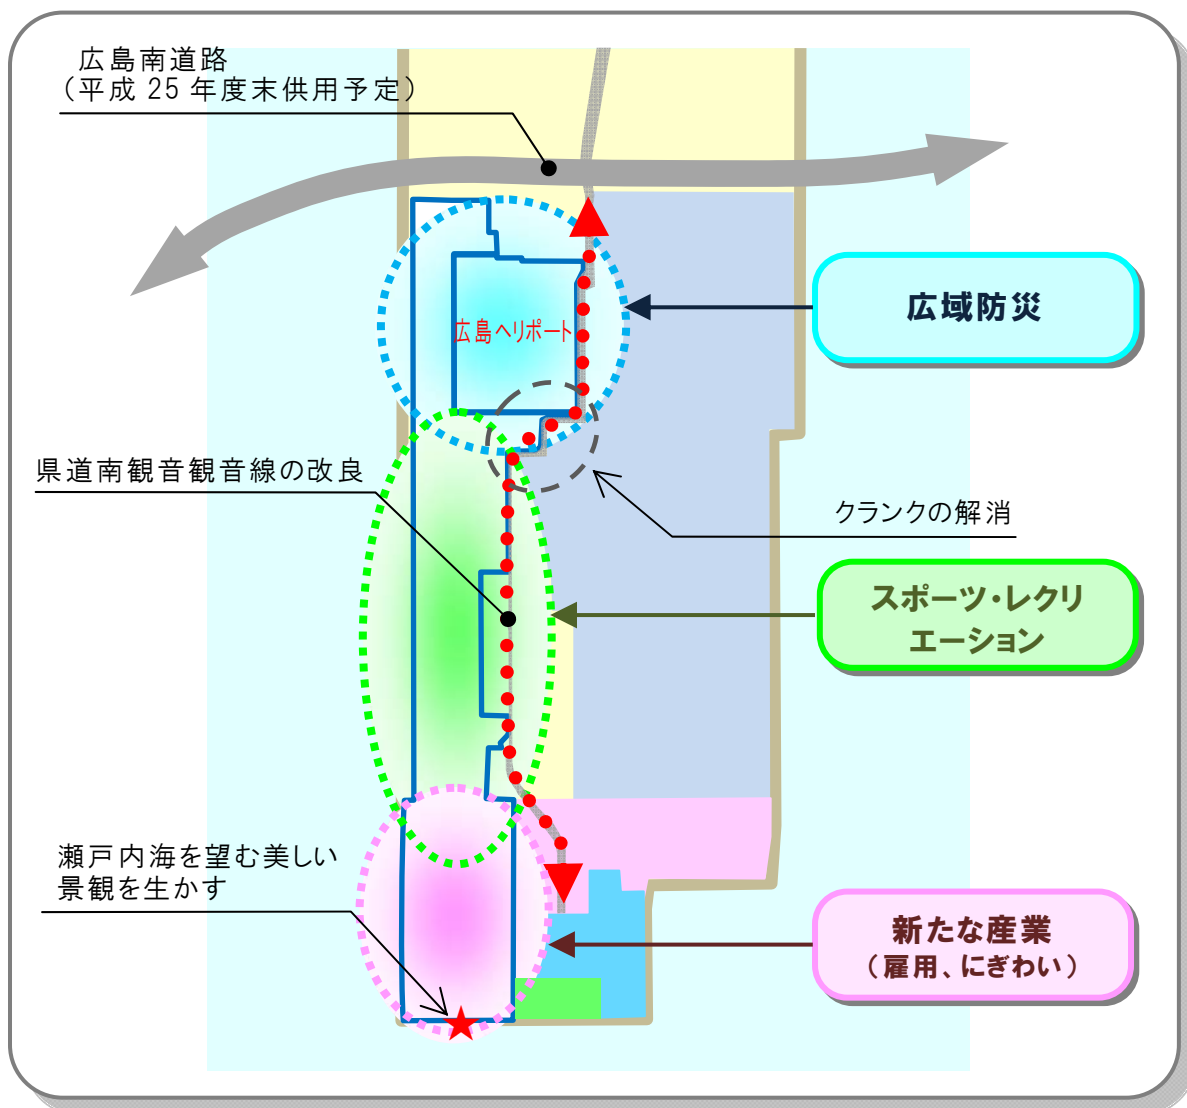 広島南道路
（平成 25 年度末供用予定）
広域防災
広島ヘリポート
県道南観音観音線の改良
クランクの解消
スポーツ・レクリ
エーション
瀬戸内海を望む美しい
景観を生かす
新たな産業
（雇用、にぎわい）